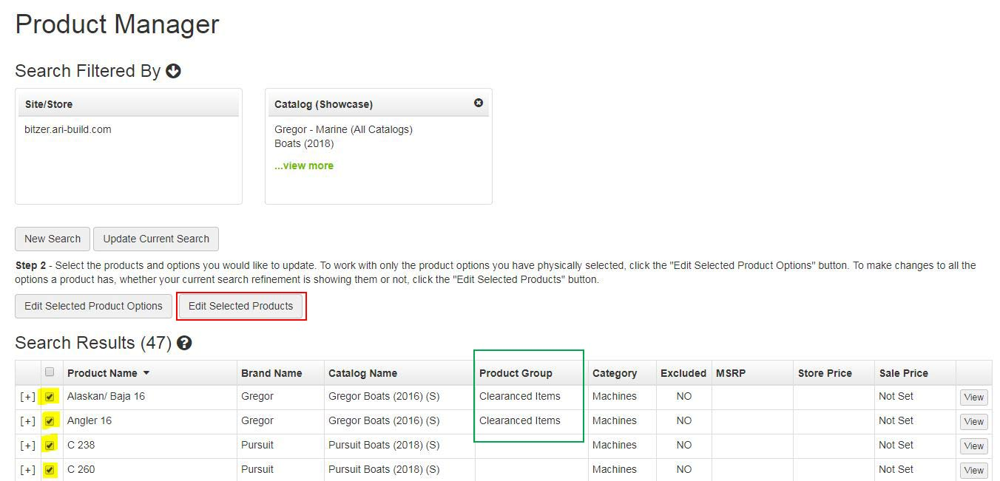 Product Manager
Search Filtered By
Site/Store
bitzer.ari-build.com
Catalog (Showcase)
Gregor - Marine (All Catalogs)
Boats (2018)
...view more
New Search Update Current Search
Step 2 - Select the products and options you would like to update. To work with only the product options you have physically selected, click the "Edit Selected Product Options" button. To make changes to all the
options a product has, whether your current search refinement is showing them or not, click the "Edit Selected Products" button.
Edit Selected Product Options Edit Selected Products
Search Results (47) ?
Product Name Brand Name Catalog Name Product Group Category Excluded MSRP Store Price Sale Price
[+] Alaskan/ Baja 16 Gregor Gregor Boats (2016) (S) Clearanced Items Machines NO Not Set View
[+] Angler 16 Gregor Gregor Boats (2016) (S) Clearanced Items Machines NO Not Set View
[+] C 238 Pursuit Pursuit Boats (2018) (S) Machines NO Not Set View
[+] C 260 Pursuit Pursuit Boats (2018) (S) Machines NO Not Set View